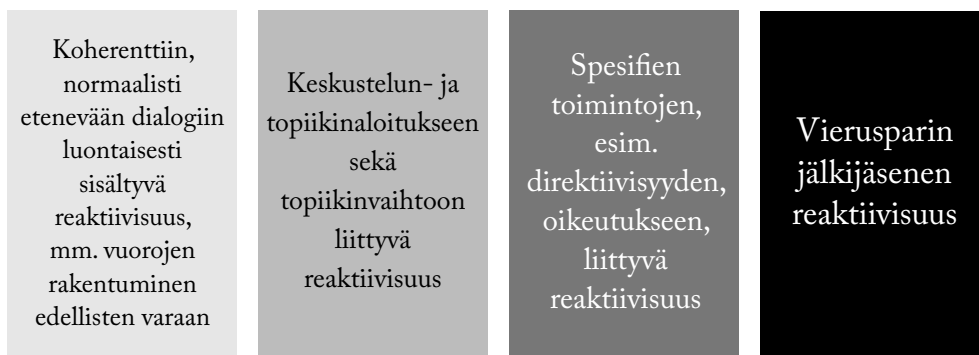 Koherenttiin,
normaalisti
etenevään dialogiin
luontaisesti
sisältyvä
reaktiivisuus,
mm. vuorojen
rakentuminen
edellisten varaan
Keskustelun- ja
topiikinaloitukseen
sekä
topiikinvaihtoon
liittyvä
reaktiivisuus
Spesifien
toimintojen,
esim.
direktiivisyyden,
oikeutukseen,
liittyvä
reaktiivisuus
Vierusparin
jälkijäsenen
reaktiivisuus